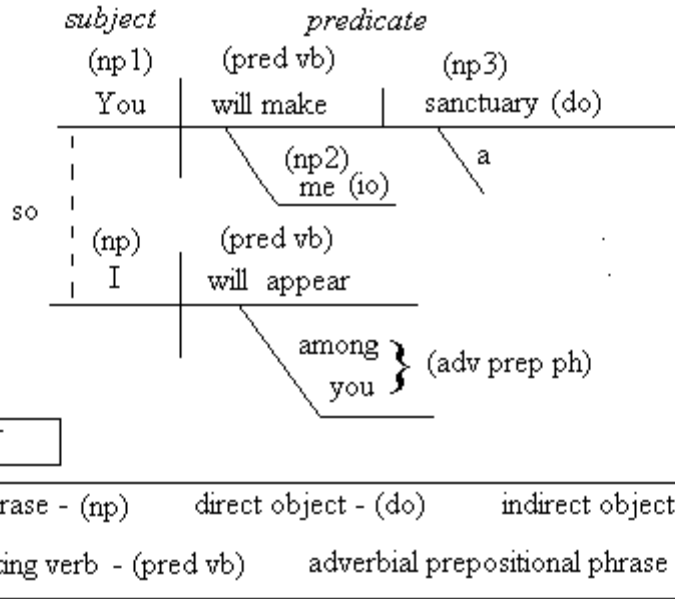 subject predicate
(np1) (pred vb) (np3)
You will make sanctuary (do)
(np2) a
me (io)
so
(np) (pred vb)
I will appear
among
you (adv prep ph)
rase - (np) direct object - (do) indirect object
ing verb - (pred vb) adverbial prepositional phrase